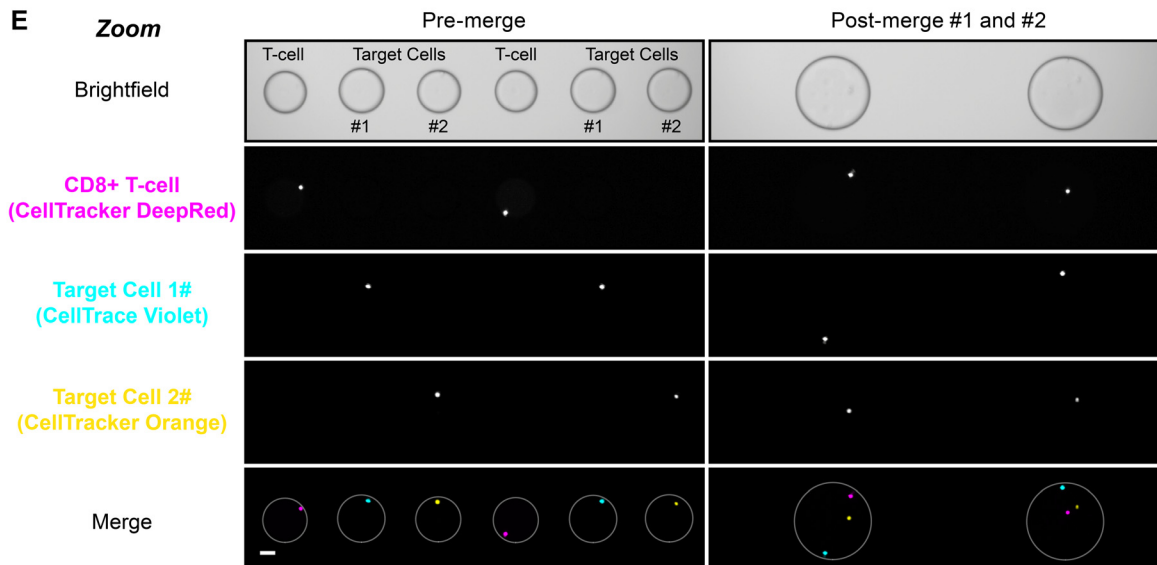 E
Zoom
Pre-merge
Post-merge #1 and #2
Brightfield
T-cell Target Cells T-cell Target Cells
#1 #2 #1 #2
CD8+ T-cell
(CellTracker DeepRed)
Target Cell 1#
(CellTrace Violet)
Target Cell 2#
(CellTracker Orange)
Merge